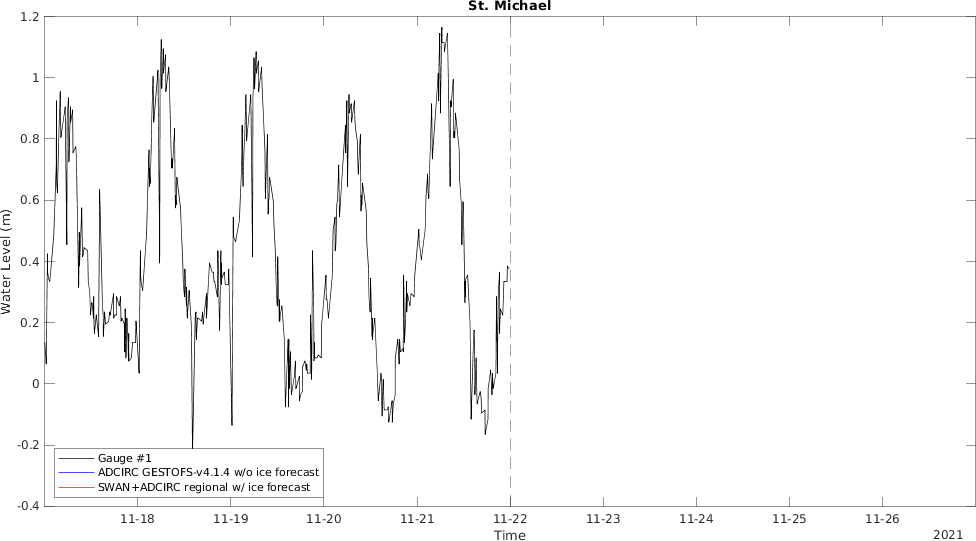 St. Michael
1.2
1
0.8
0.6
0.4
0.2
0
-0.2
-0.4
Water Level (m)
Gauge #1
ADCIRC GESTOFS-v4.1.4 w/o ice forecast
SWAN+ADCIRC regional w/ ice forecast
11-18 11-19 11-20 11-21 11-22 11-23 11-24 11-25 11-26
Time
2021